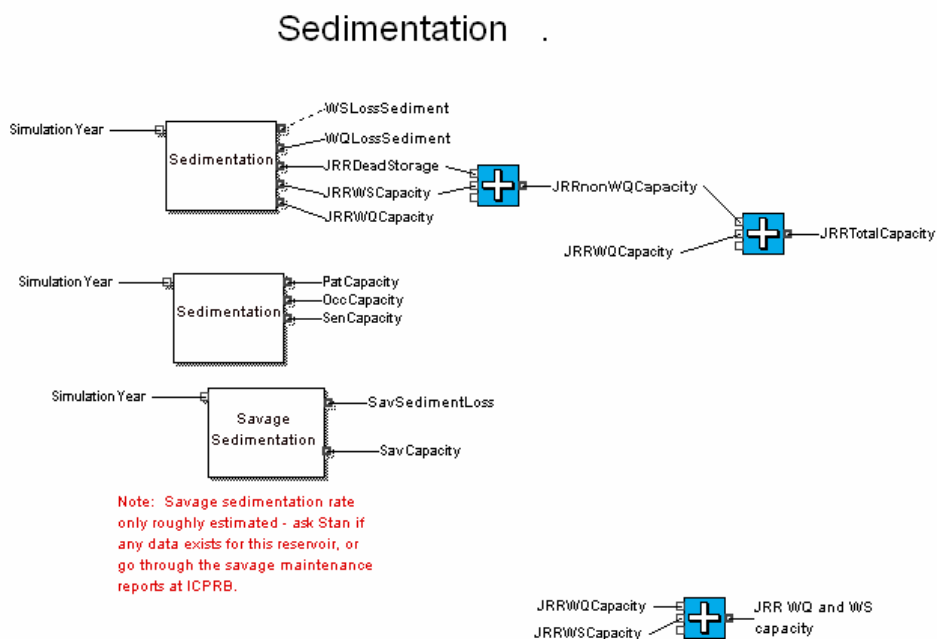 Sedimentation .
WSLossSediment
Simulation Year
WQLossSediment
Sedimentation
JRRDeadStorage
JRRWSCapacity
JRRnonWQCapacity
JRRWQCapacity
JRRWQCapacity
JRRTotalCapacity
Simulation Year
PatCapacity
OccCapacity
Sedimentation
SenCapacity
Simulation Year
SavSedimentLoss
Savage
Sedimentation
SavCapacity
Note: Savage sedimentation rate
only roughly estimated - ask Stan if
any data exists for this reservoir, or
go through the savage maintenance
reports at ICPRB.
JRRWQCapacity
JRRWSCapacity
JRR WQ and WS
capacity